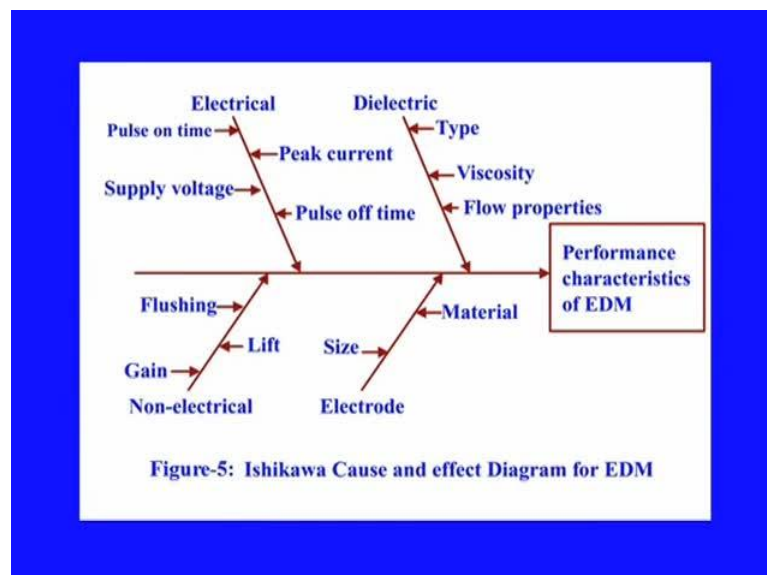 Electrical
Dielectric
Pulse on time
Type
Peak current
Viscosity
Supply voltage
Flow properties
Pulse off time
Performance
characteristics
of EDM
Flushing
Material
Lift
Size
Gain
Non-electrical
Electrode
Figure-5: Ishikawa Cause and effect Diagram for EDM